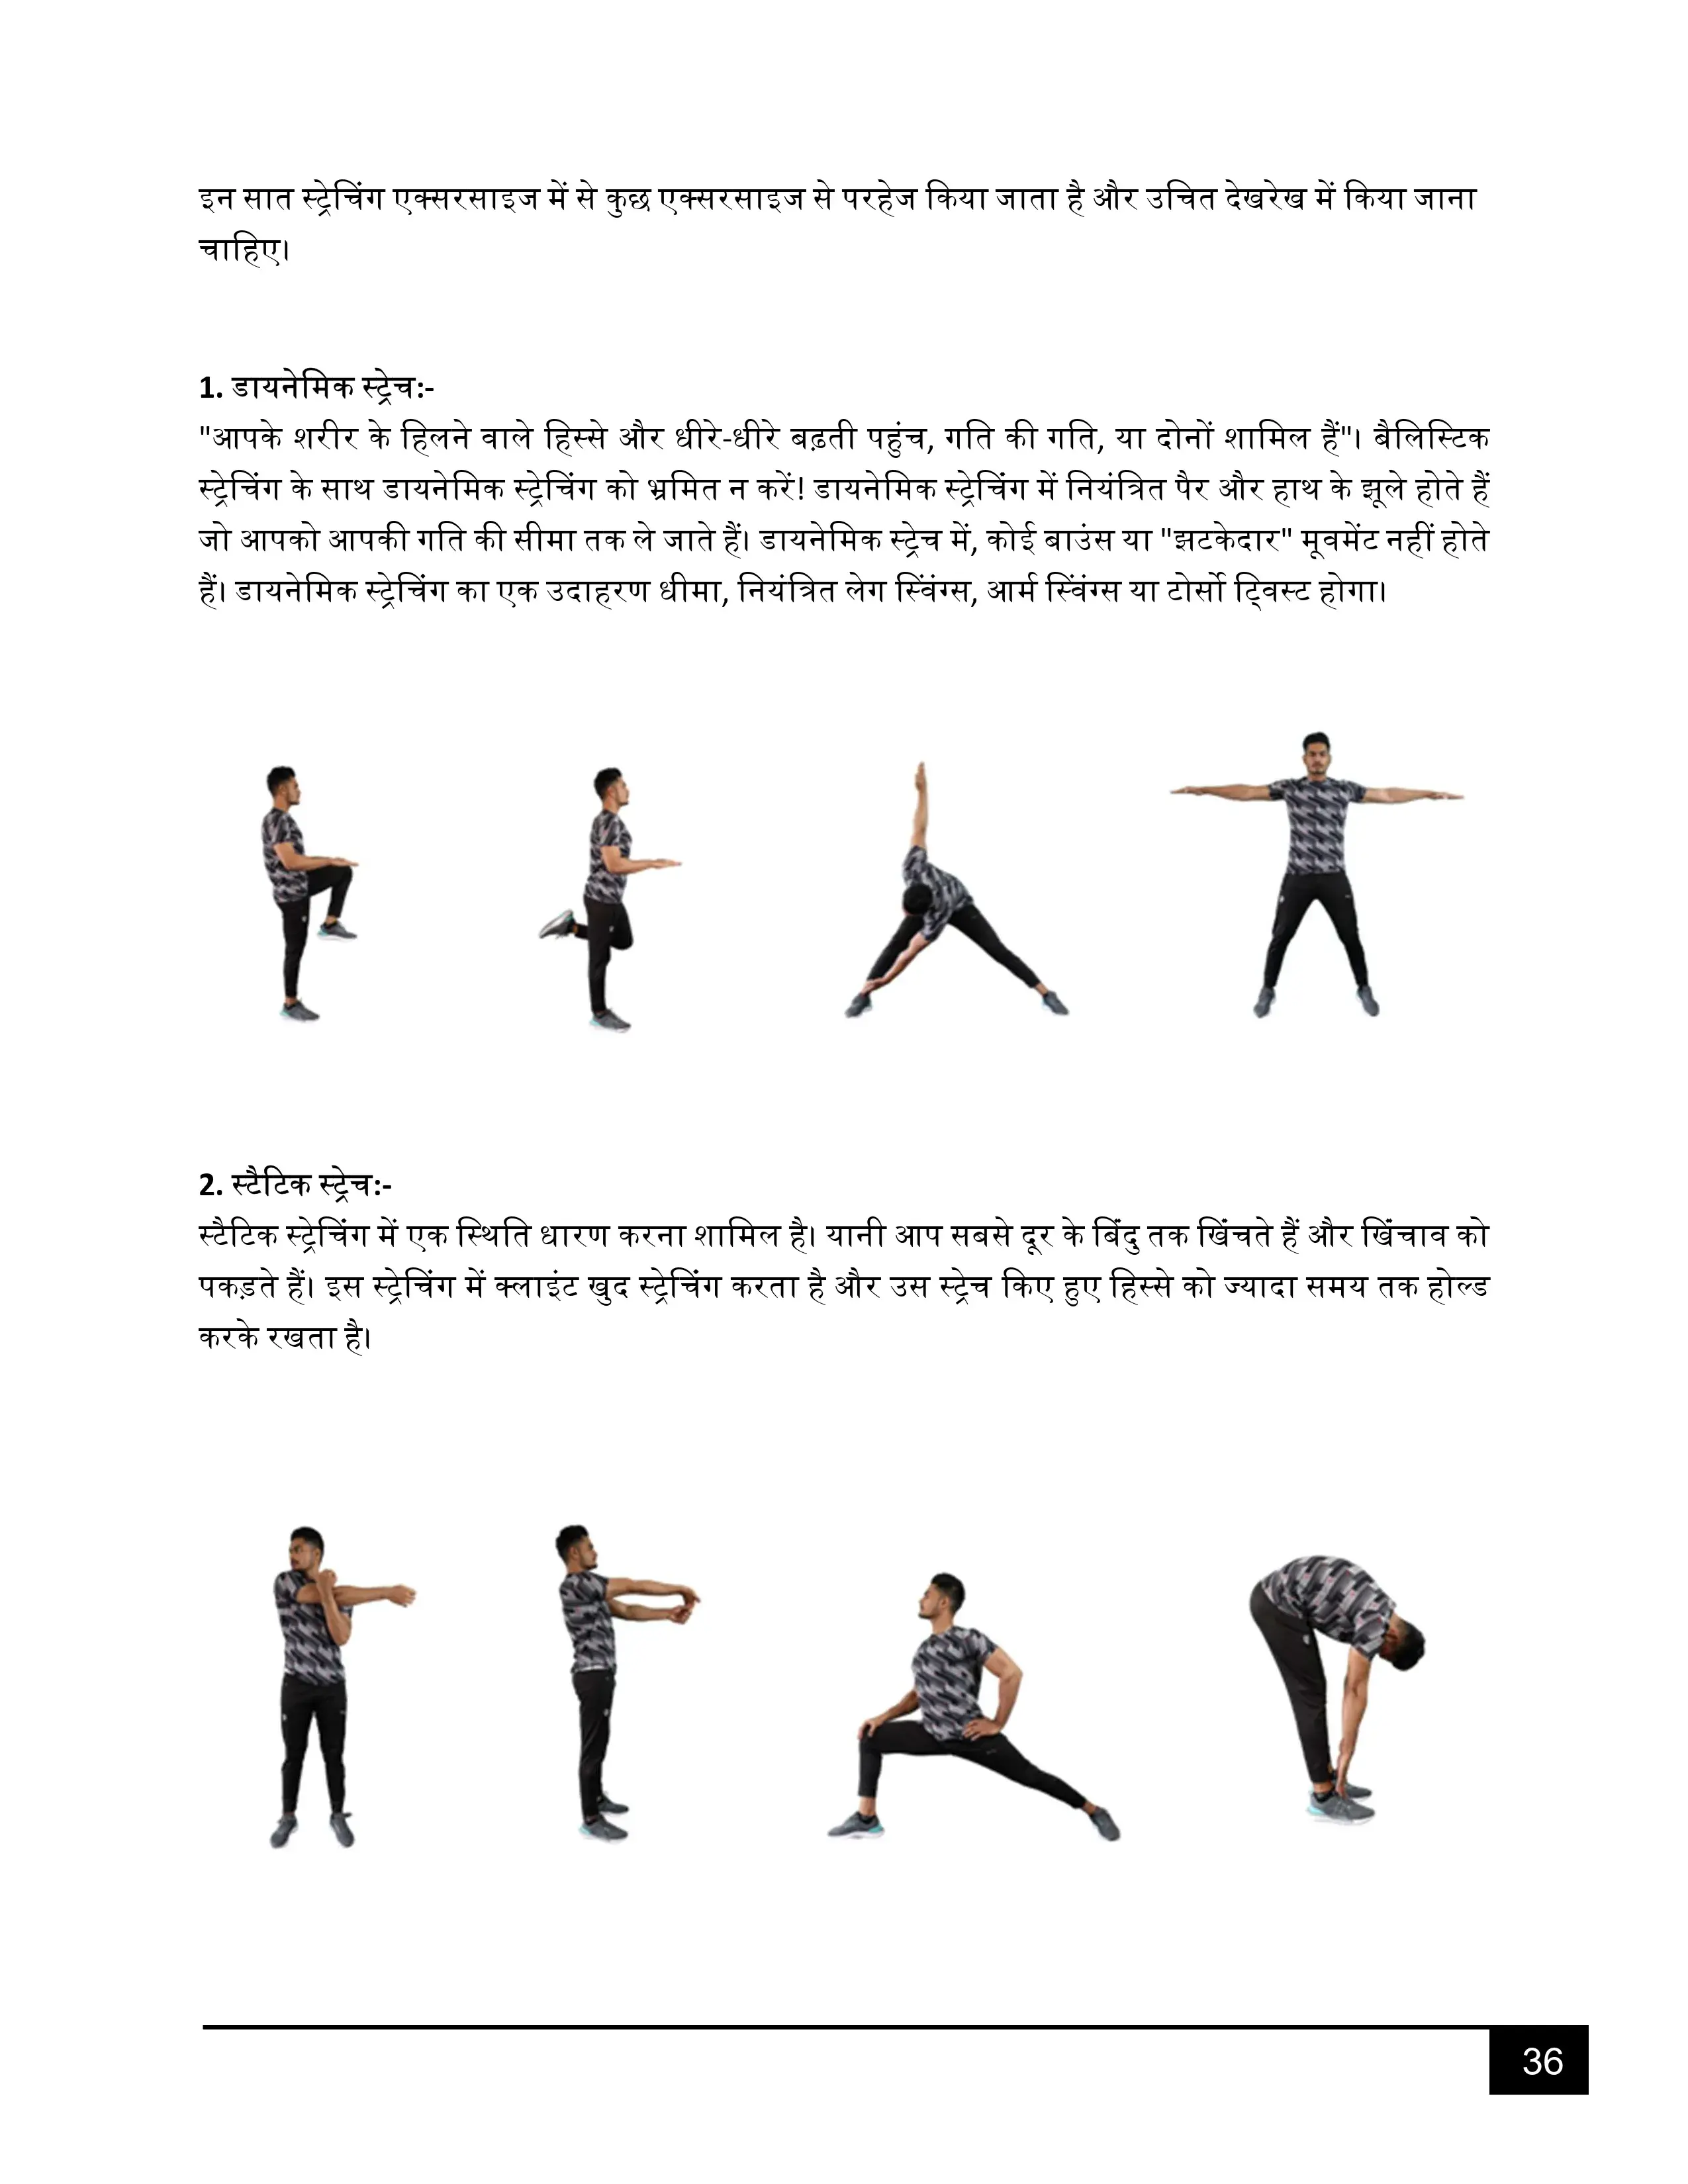 इन सात स्ट्रेचिंग एक्सरसाइज में से कुछ एक्सरसाइज से परहेज किया जाता है और उचित देखरेख में किया जाना
चाहिए।
1. डायनेमिक स्ट्रेच:-
"आपके शरीर के हिलने वाले हिस्से और धीरे-धीरे बढ़ती पहुंच, गति की गति, या दोनों शामिल हैं"। बैलिस्टिक
स्ट्रेचिंग के साथ डायनेमिक स्ट्रेचिंग को भ्रमित न करें! डायनेमिक स्ट्रेचिंग में नियंत्रित पैर और हाथ के झूले होते हैं
जो आपको आपकी गति की सीमा तक ले जाते हैं। डायनेमिक स्ट्रेच में, कोई बाउंस या "झटकेदार" मूवमेंट नहीं होते
हैं। डायनेमिक स्ट्रेचिंग का एक उदाहरण धीमा, नियंत्रित लेग स्विंग्स, आर्म स्विंग्स या टोर्सो ट्विस्ट होगा।
2. स्टैटिक स्ट्रेच:-
स्टैटिक स्ट्रेचिंग में एक स्थिति धारण करना शामिल है। यानी आप सबसे दूर के बिंदु तक खिंचते हैं और खिंचाव को
पकड़ते हैं। इस स्ट्रेचिंग में क्लाइंट खुद स्ट्रेचिंग करता है और उस स्ट्रेच किए हुए हिस्से को ज्यादा समय तक होल्ड
करके रखता है।
36